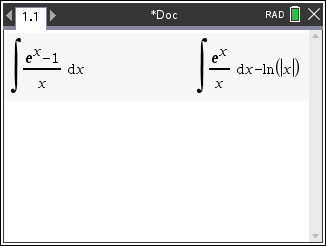 1.1 *Doc RAD
∫ (e^x−1)/x dx ∫ e^x/x dx−ln(|x|)